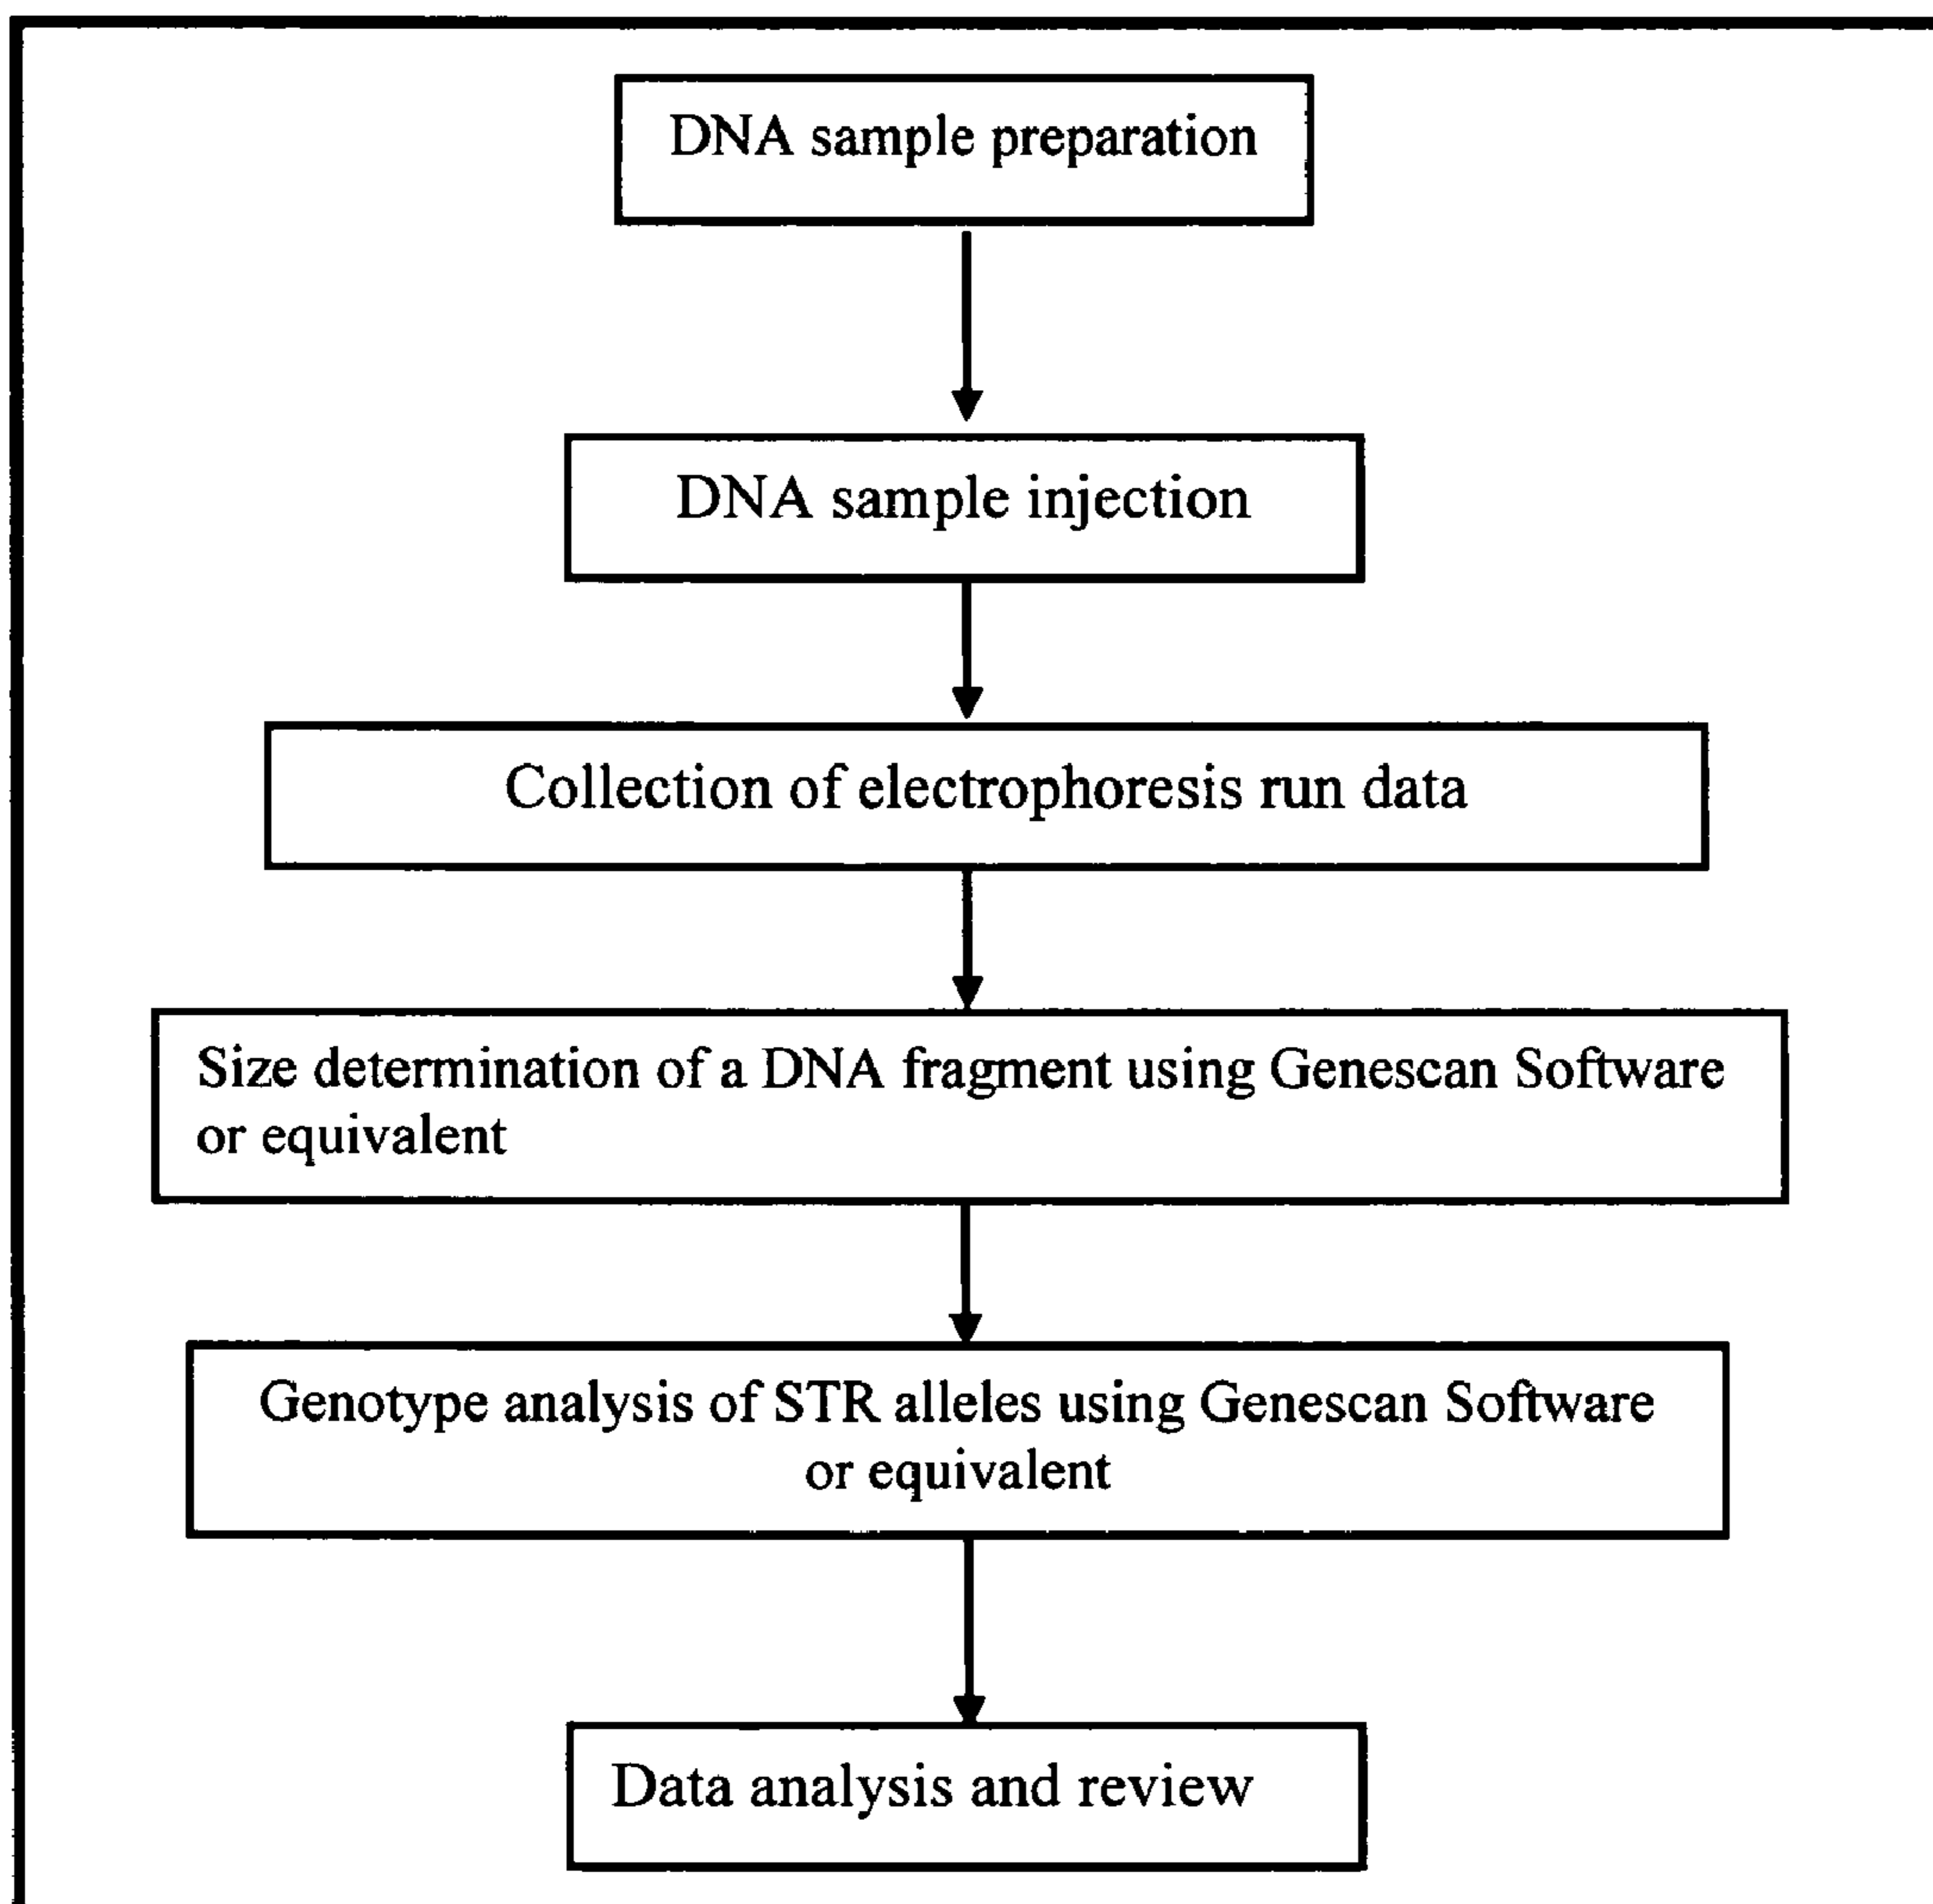 DNA sample preparation
DNA sample injection
Collection of electrophoresis run data
Size determination of a DNA fragment using Genescan Software
or equivalent
Genotype analysis of STR alleles using Genescan Software
or equivalent
Data analysis and review